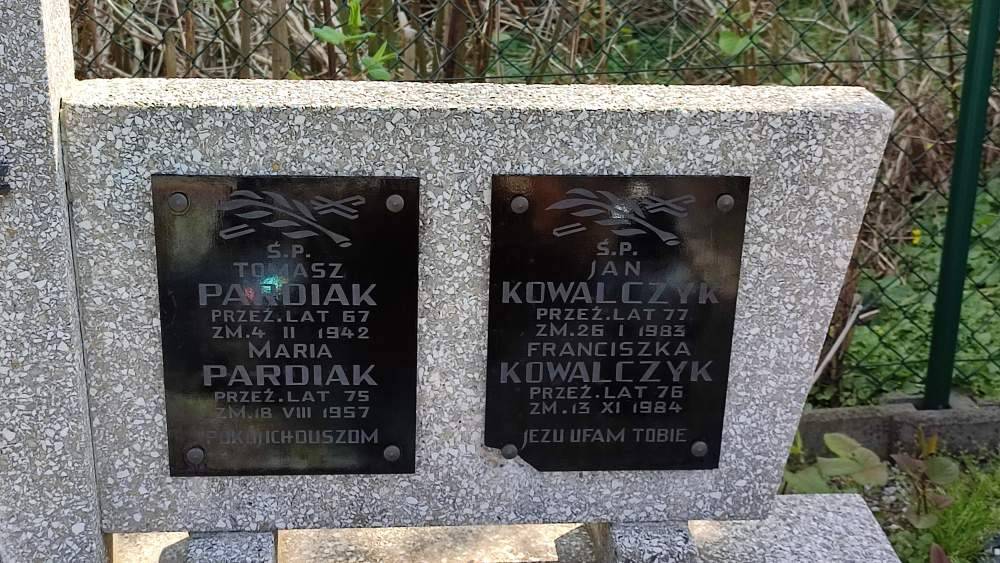 Ś.P.
TOMASZ
PARDIAK
PRZEŻ. LAT 67
ZM. 4 II 1942
MARIA
PARDIAK
PRZEŻ. LAT 75
ZM. 18 VIII 1957
POKÓJ ICH DUSZOM
Ś.P.
JAN
KOWALCZYK
PRZEŻ. LAT 77
ZM. 26 I 1983
FRANCISZKA
KOWALCZYK
PRZEŻ. LAT 76
ZM. 13 XI 1984
JEZU UFAM TOBIE